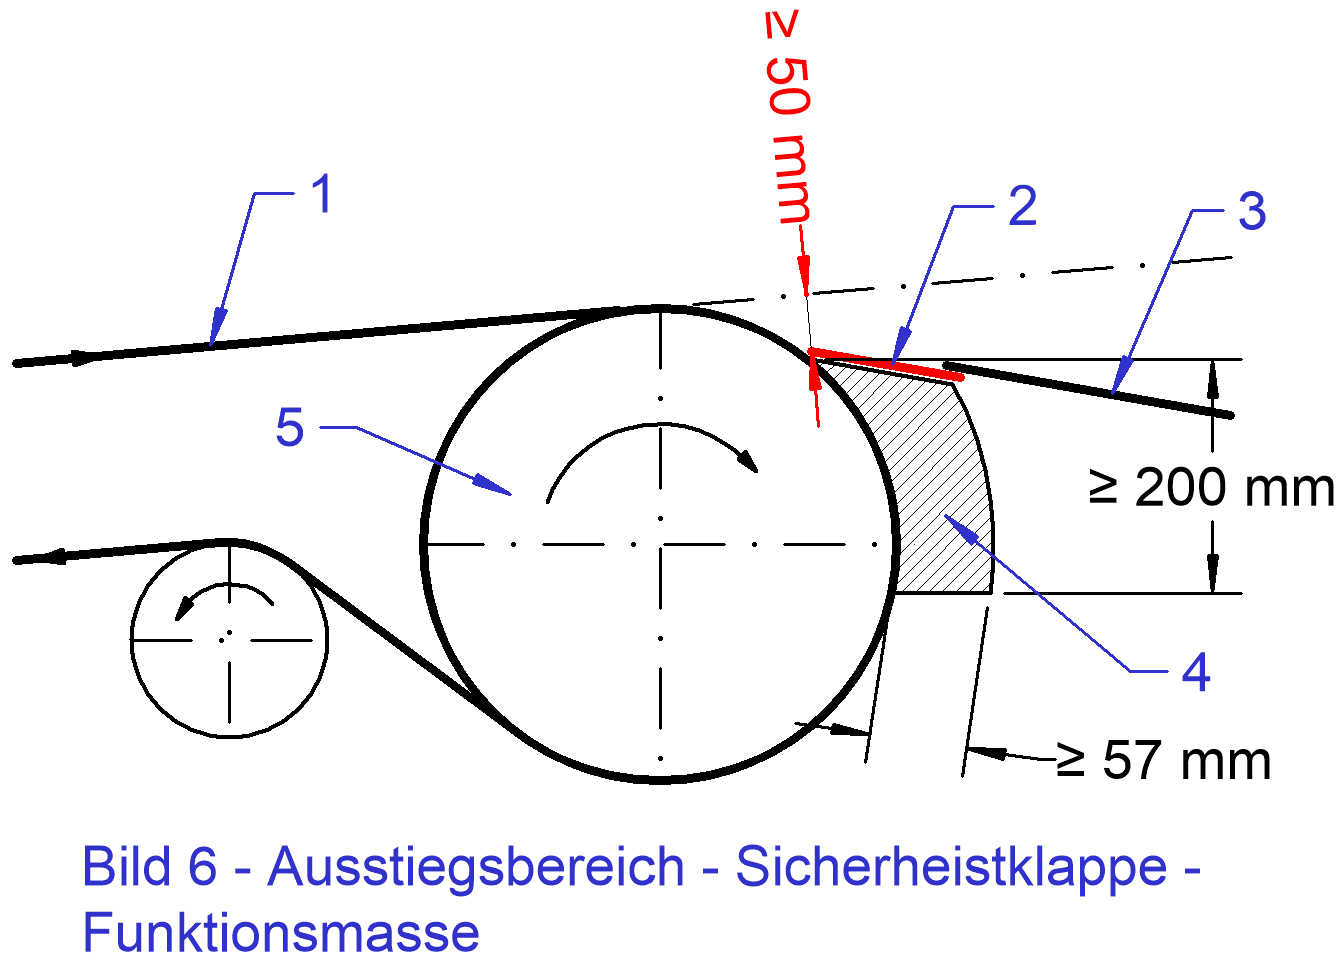 ≥ 50 mm
1
2
3
5
≥ 200 mm
4
≥ 57 mm
Bild 6 - Ausstiegsbereich - Sicherheistklappe -
Funktionsmasse